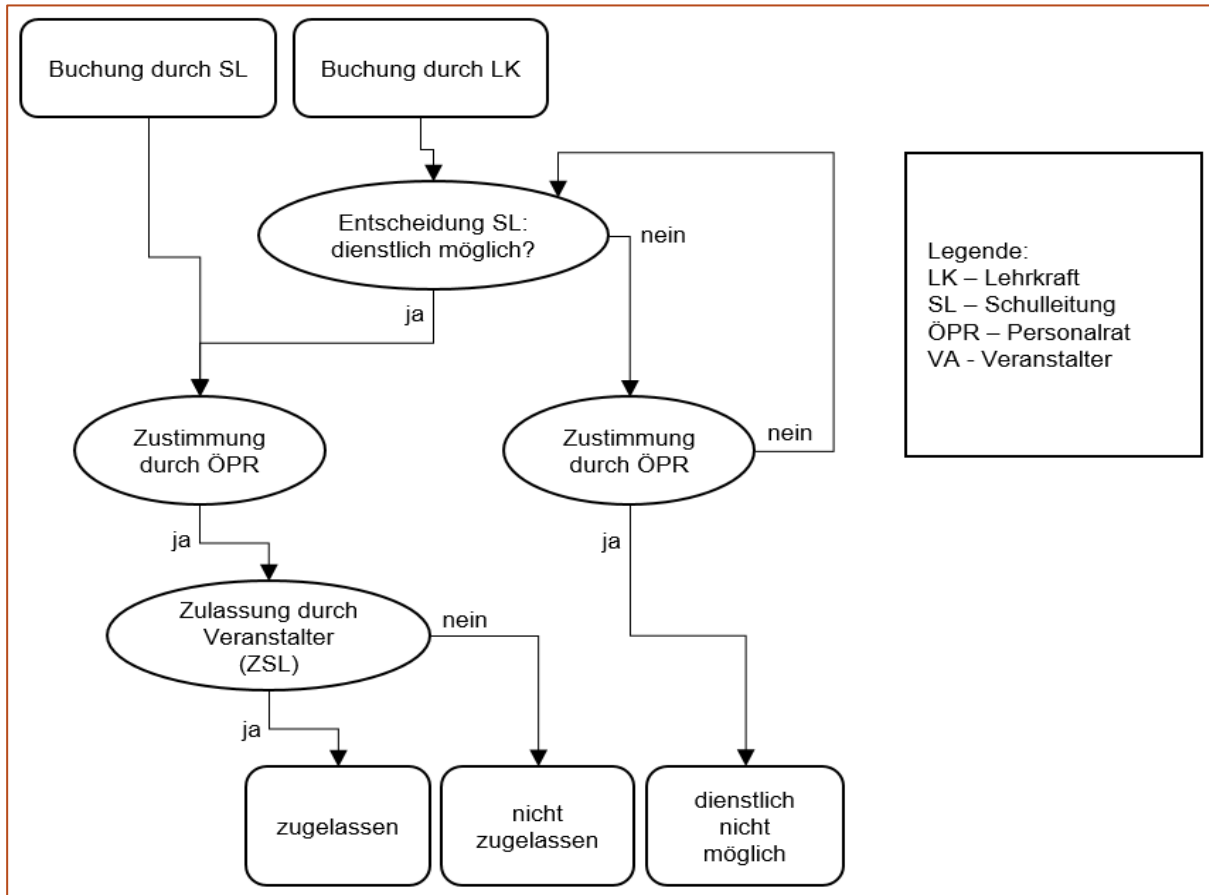 Buchung durch SL
Buchung durch LK
Entscheidung SL:
dienstlich möglich?
nein
ja
Legende:
LK – Lehrkraft
SL – Schulleitung
ÖPR – Personalrat
VA - Veranstalter
Zustimmung
durch ÖPR
Zustimmung
durch ÖPR
nein
ja
ja
Zulassung durch
Veranstalter
(ZSL)
nein
ja
zugelassen
nicht
zugelassen
dienstlich
nicht
möglich